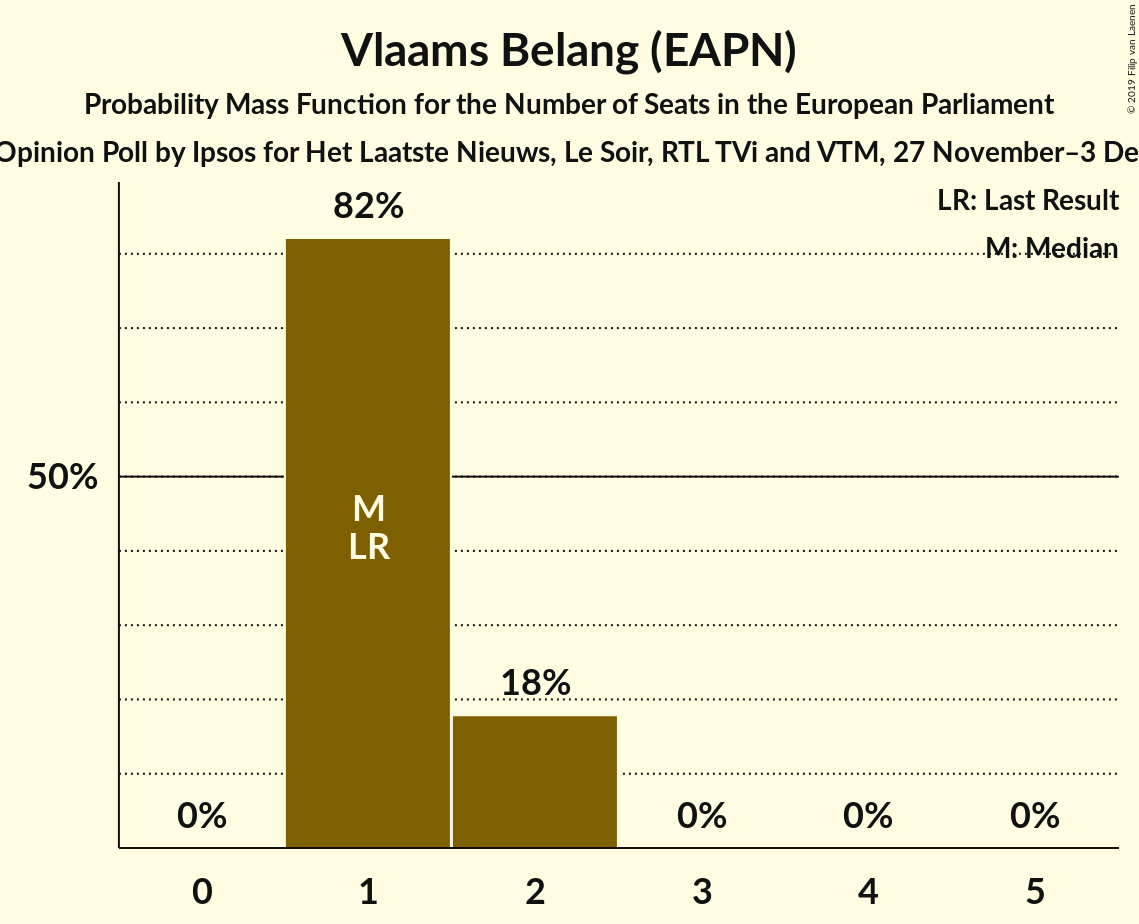 Vlaams Belang (EAPN)
Probability Mass Function for the Number of Seats in the European Parliament
Opinion Poll by Ipsos for Het Laatste Nieuws, Le Soir, RTL TVi and VTM, 27 November–3 De
© 2019 Filip van Laenen
LR: Last Result
M: Median
82%
50%
M
LR
18%
0%
0%
0%
0%
0
1
2
3
4
5